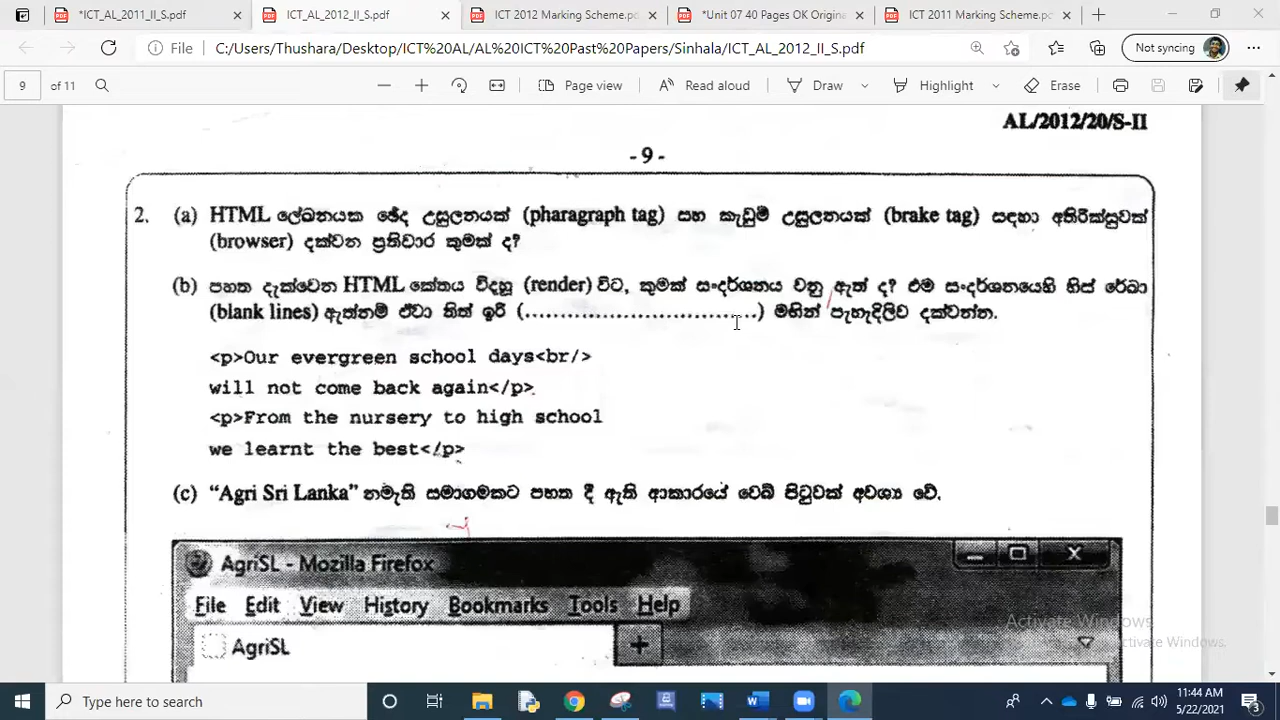 *ICT_AL_2011_II_S.pdf
ICT_AL_2012_II_S.pdf
ICT 2012 Marking Scheme.pd
*Unit 07 40 Pages OK Origina
ICT 2011 Marking Scheme.pd
File C:/Users/Thushara/Desktop/ICT%20AL/AL%20ICT%20Past%20Papers/Sinhala/ICT_AL_2012_II_S.pdf
Not syncing
9 of 11
Page view
Read aloud
Draw
Highlight
Erase
AL/2012/20/S-II
- 9 -
2. (a) HTML ලේඛනයක ඡේද උසුලනයක් (pharagraph tag) සහ කැඩුම් උසුලනයක් (brake tag) සඳහා අතිරික්සුවක්
(browser) දක්වන ප්‍රතිචාර කුමක් ද?
(b) පහත දැක්වෙන HTML කේතය විදහූ (render) විට, කුමක් සංදර්ශනය වනු ඇත් ද? එම සංදර්ශනයෙහි හිස් රේඛා
(blank lines) ඇත්නම් ඒවා තිත් ඉරි (.................................) මඟින් පැහැදිලිව දක්වන්න.
<p>Our evergreen school days<br/>
will not come back again</p>
<p>From the nursery to high school
we learnt the best</p>
(c) “Agri Sri Lanka” නමැති සමාගමකට පහත දී ඇති ආකාරයේ වෙබ් පිටුවක් අවශ්‍ය වේ.
AgriSL - Mozilla Firefox
File Edit View History Bookmarks Tools Help
AgriSL
Activate Windows
Activate Windows.
Type here to search
11:44 AM
5/22/2021
3